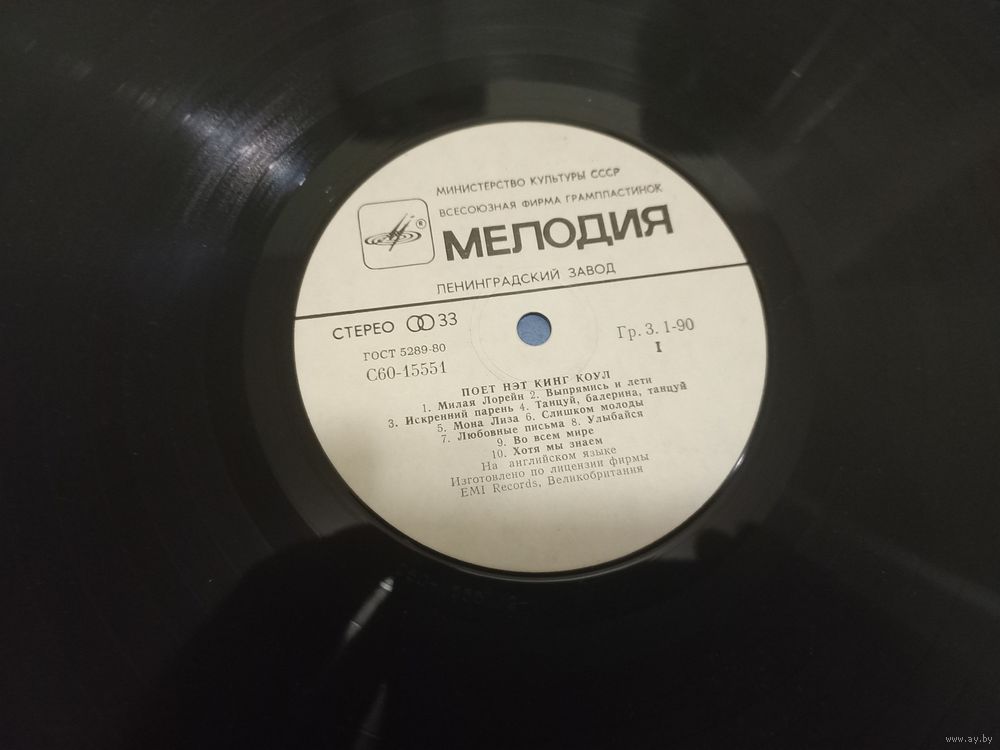 МИНИСТЕРСТВО КУЛЬТУРЫ СССР
ВСЕСОЮЗНАЯ ФИРМА ГРАМПЛАСТИНОК
®
МЕЛОДИЯ
ЛЕНИНГРАДСКИЙ ЗАВОД
СТЕРЕО 33
Гр. 3. 1-90
ГОСТ 5289-80
I
С60-15551
ПОЕТ НЭТ КИНГ КОУЛ
1. Милая Лорейн 2. Выпрямись и лети
3. Искренний парень 4. Танцуй, балерина, танцуй
5. Мона Лиза 6. Слишком молоды
7. Любовные письма 8. Улыбайся
9. Во всем мире
10. Хотя мы знаем
На английском языке
Изготовлено по лицензии фирмы
EMI Records, Великобритания
www.ay.by